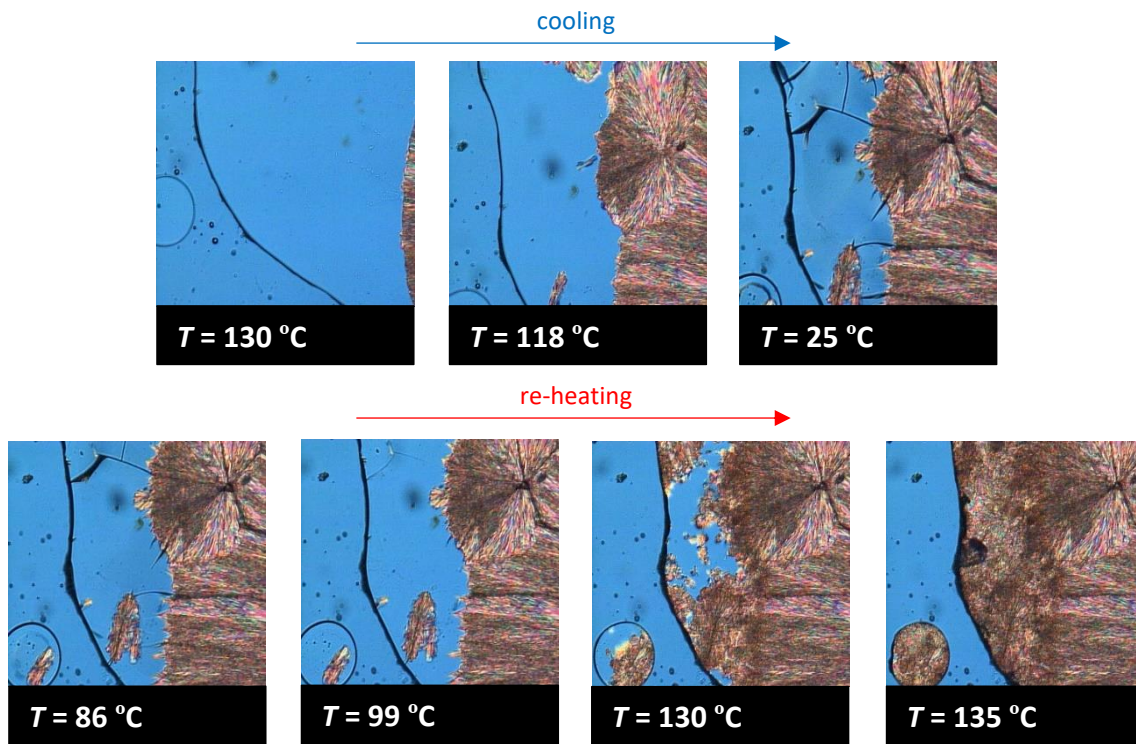 cooling
T = 130 °C
T = 118 °C
T = 25 °C
re-heating
T = 86 °C
T = 99 °C
T = 130 °C
T = 135 °C